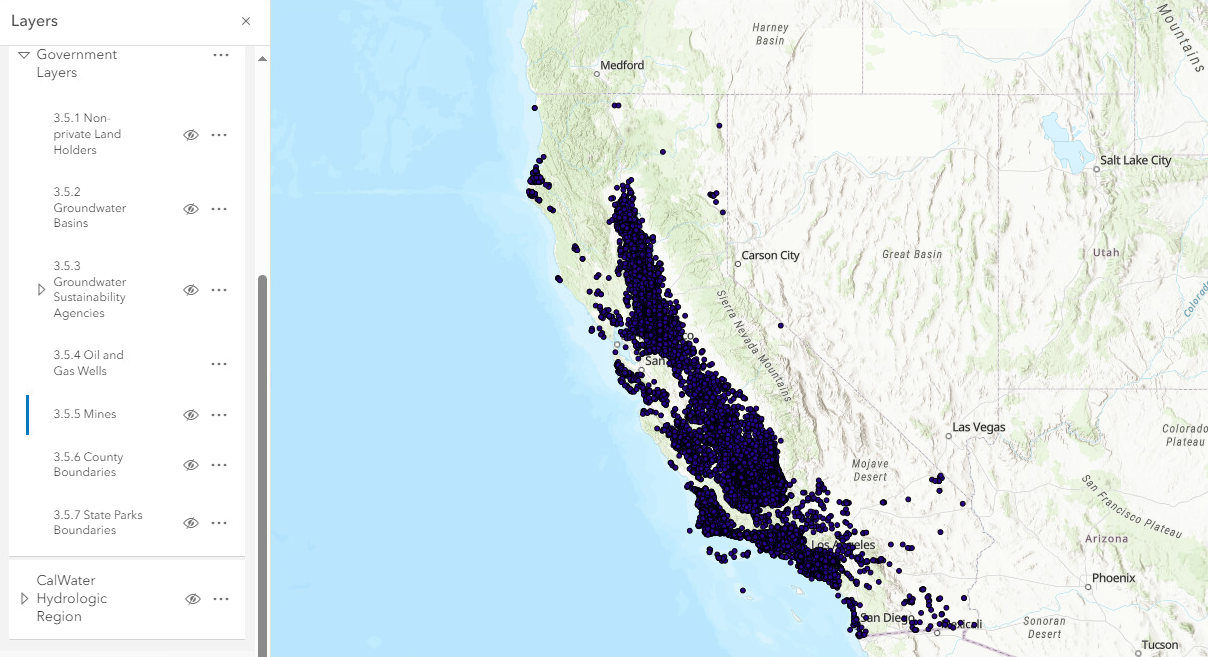 Layers
Government
Layers
3.5.1 Non-
private Land
Holders
3.5.2
Groundwater
Basins
3.5.3
Groundwater
Sustainability
Agencies
3.5.4 Oil and
Gas Wells
3.5.5 Mines
3.5.6 County
Boundaries
3.5.7 State Parks
Boundaries
CalWater
Hydrologic
Region
Harney
Basin
Mountains
Medford
Salt Lake City
Carson City
Great Basin
Utah
Sierra Nevada Mountains
San
Las Vegas
Colorado
Plateau
Mojave
Desert
San Francisco Plateau
Los Angeles
Arizona
Phoenix
San Diego
Mexicali
Sonoran
Desert
Tucson